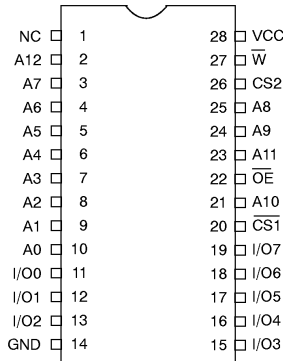 NC 1 28 VCC
A12 2 27 W̅
A7 3 26 CS2
A6 4 25 A8
A5 5 24 A9
A4 6 23 A11
A3 7 22 O̅E̅
A2 8 21 A10
A1 9 20 C̅S̅1̅
A0 10 19 I/O7
I/O0 11 18 I/O6
I/O1 12 17 I/O5
I/O2 13 16 I/O4
GND 14 15 I/O3